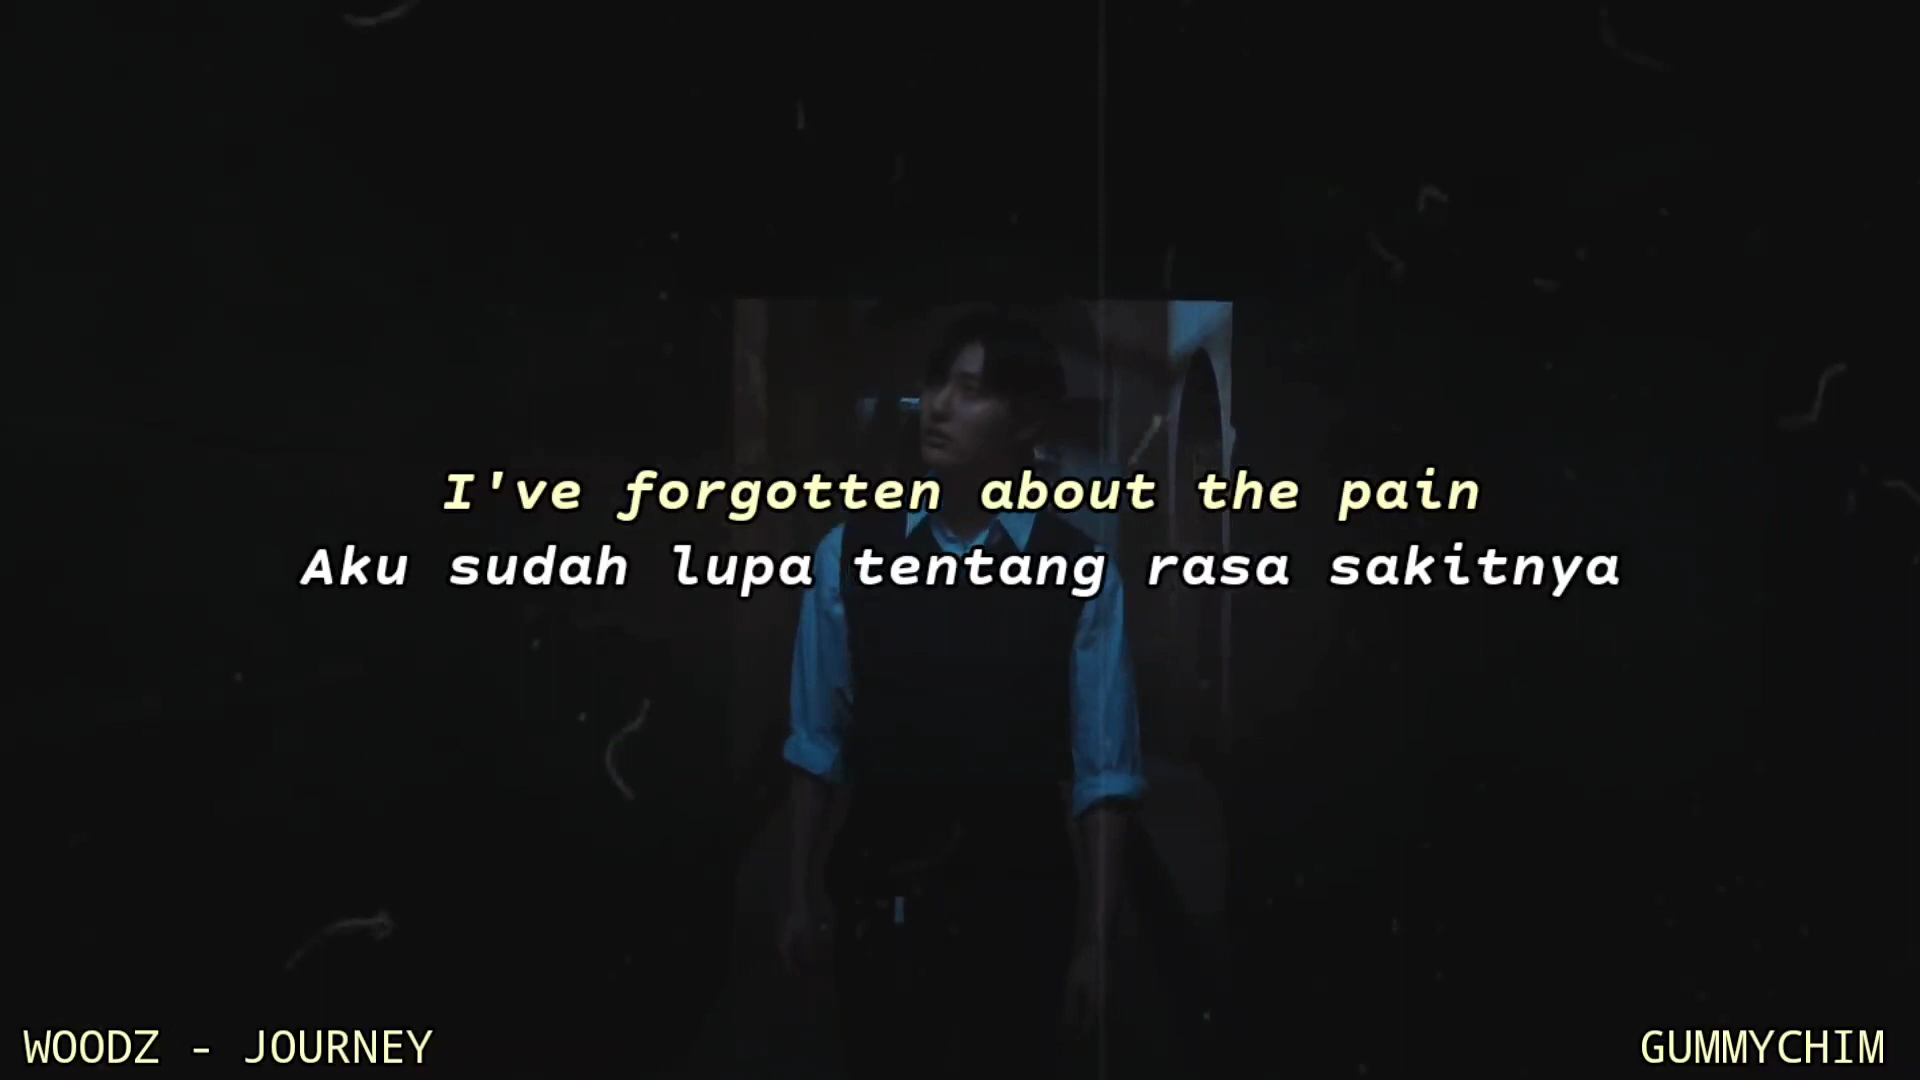 I've forgotten about the pain
Aku sudah lupa tentang rasa sakitnya
WOODZ - JOURNEY
GUMMYCHIM